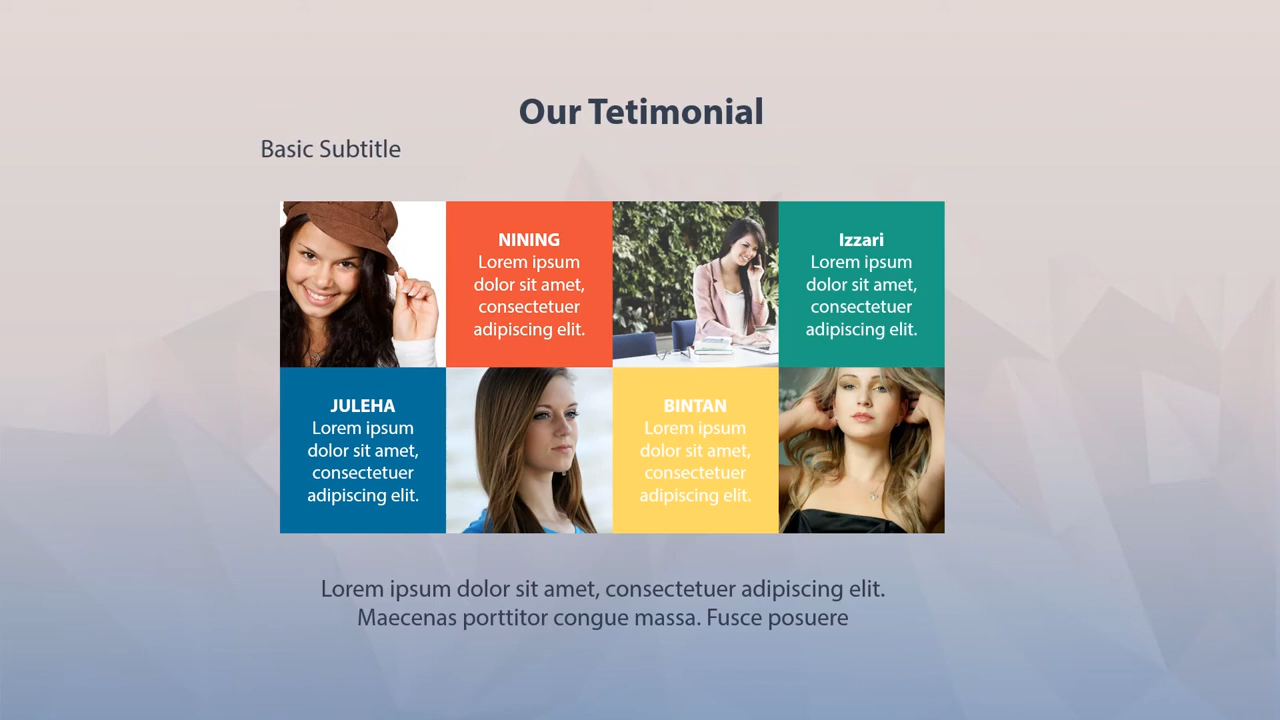 Our Tetimonial
Basic Subtitle
NINING
Lorem ipsum
dolor sit amet,
consectetuer
adipiscing elit.
Izzari
Lorem ipsum
dolor sit amet,
consectetuer
adipiscing elit.
JULEHA
Lorem ipsum
dolor sit amet,
consectetuer
adipiscing elit.
BINTAN
Lorem ipsum
dolor sit amet,
consectetuer
adipiscing elit.
Lorem ipsum dolor sit amet, consectetuer adipiscing elit.
Maecenas porttitor congue massa. Fusce posuere